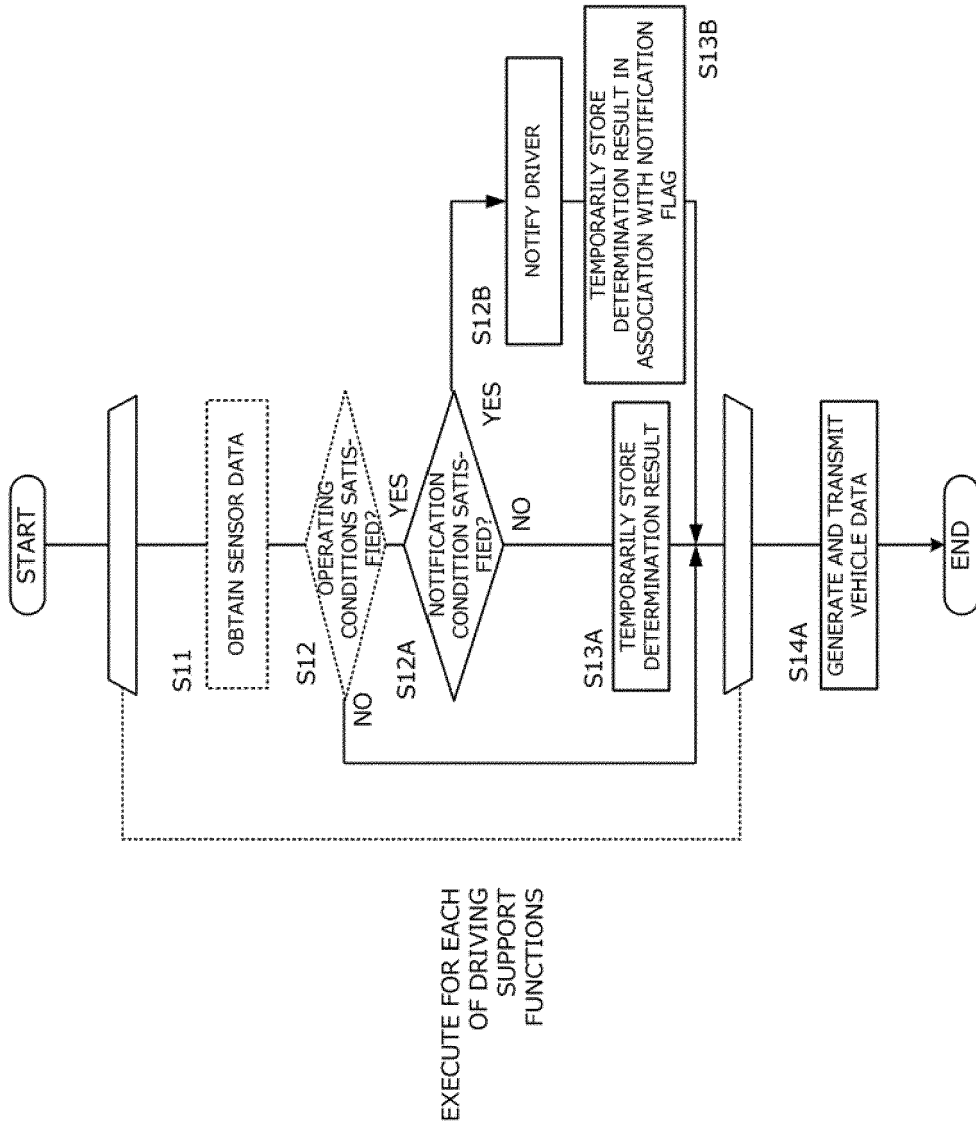 START
S11
OBTAIN SENSOR DATA
S12
OPERATING
CONDITIONS SATIS-
FIED?
NO
YES
S12A
NOTIFICATION
CONDITION SATIS-
FIED?
YES
NO
S12B
NOTIFY DRIVER
S13A
TEMPORARILY STORE
DETERMINATION RESULT
TEMPORARILY STORE
DETERMINATION RESULT IN
ASSOCIATION WITH NOTIFICATION
FLAG
S13B
EXECUTE FOR EACH
OF DRIVING
SUPPORT
FUNCTIONS
S14A
GENERATE AND TRANSMIT
VEHICLE DATA
END